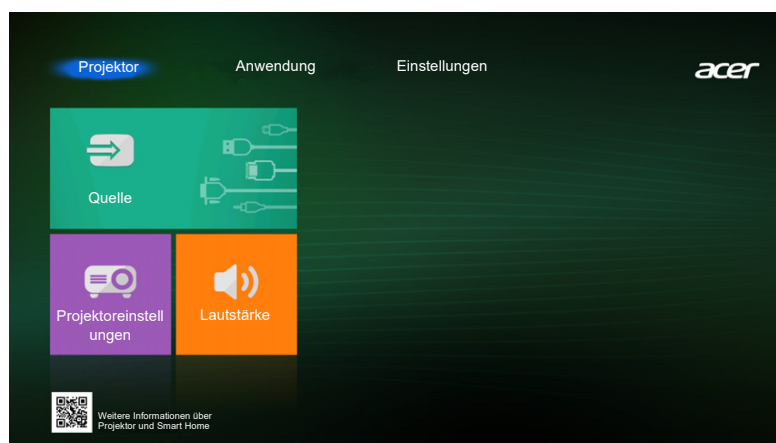 Projektor Anwendung Einstellungen acer
Quelle
Projektoreinstell
ungen
Lautstärke
Weitere Informationen über
Projektor und Smart Home